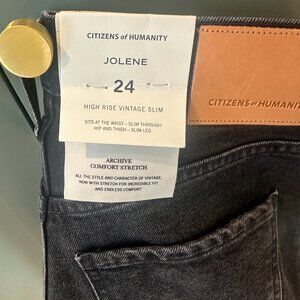 CITIZENS of HUMANITY
JOLENE
24
HIGH RISE VINTAGE SLIM
SITS AT THE WAIST – SLIM THROUGH
HIP AND THIGH – SLIM LEG
CITIZENS of HUMANITY
ARCHIVE
COMFORT STRETCH
ALL THE STYLE AND CHARACTER OF VINTAGE,
NOW WITH STRETCH FOR INCREDIBLE FIT
AND ENDLESS COMFORT